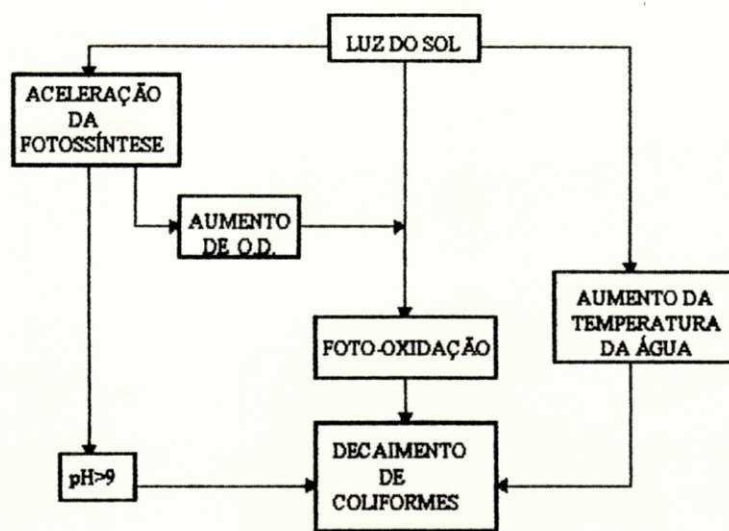 LUZ DO SOL
ACELERAÇÃO
DA
FOTOSSÍNTESE
AUMENTO
DE O.D.
AUMENTO DA
TEMPERATURA
DA ÁGUA
FOTO-OXIDAÇÃO
DECAIMENTO
DE
COLIFORMES
pH>9